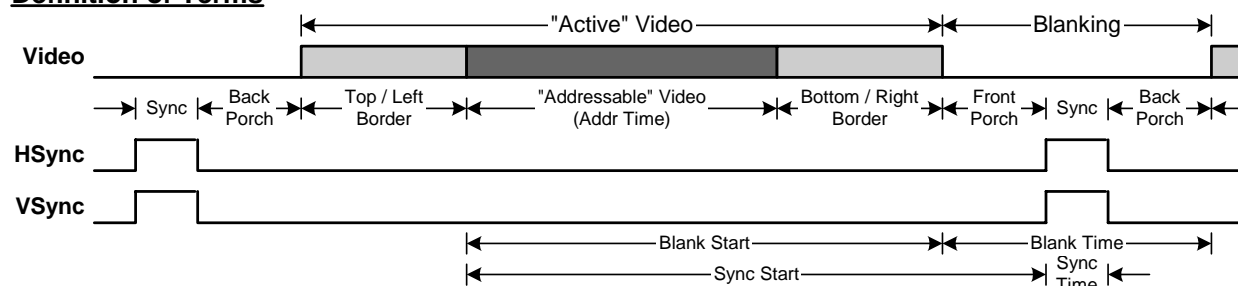 Definition of Terms
"Active" Video
Blanking
Video
Sync
Back
Porch
Top / Left
Border
"Addressable" Video
(Addr Time)
Bottom / Right
Border
Front
Porch
Sync
Back
Porch
HSync
VSync
Blank Start
Blank Time
Sync Start
Sync
Time